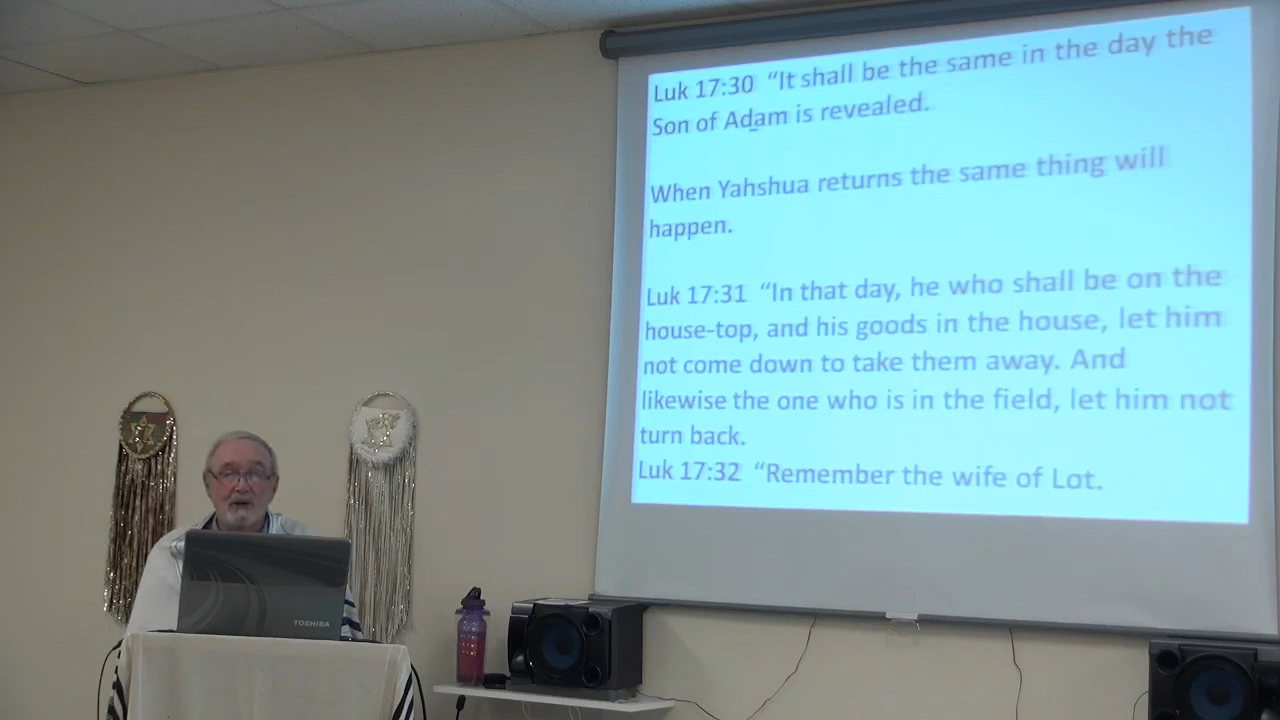 Luk 17:30 “It shall be the same in the day the
Son of Adam is revealed.
When Yahshua returns the same thing will
happen.
Luk 17:31 “In that day, he who shall be on the
house-top, and his goods in the house, let him
not come down to take them away. And
likewise the one who is in the field, let him not
turn back.
Luk 17:32 “Remember the wife of Lot.
TOSHIBA